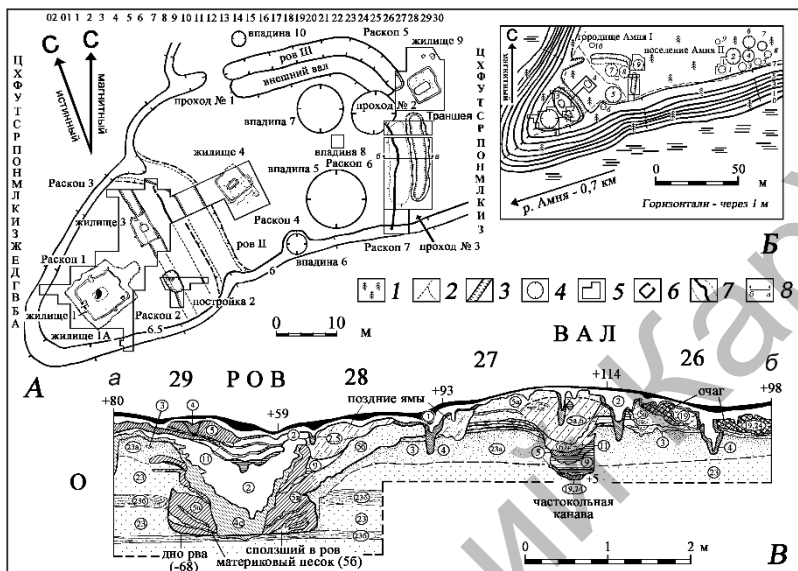 02 01 1 2 3 4 5 6 7 8 9 10 11 12 13 14 15 16 17 18 19 20 21 22 23 24 25 26 27 28 29 30
С
С
истинный
магнитный
Ц Х Ф У Т С Р П О Н М Л К И З Ж Е Д Г В Б А
впадина 10
ров III
внешний вал
проход № 1
Раскоп 5
жилище 9
проход № 2
Траншея
впадина 7
впадина 8
Раскоп 6
впадина 5
б
а
жилище 4
Раскоп 3
жилище 3
Раскоп 4
ров II
впадина 6
6
Раскоп 7
проход № 3
Раскоп 1
жилище 1
жилище 1А
Раскоп 2
постройка 2
6.5
0 10
м
А
Ц Х Ф У Т С Р П О Н М Л К И З
С
городище Амня I
поселение Амня II
р. Амня - 0,7 км
0 50
м
Горизонтали - через 1 м
Б
1 2 3 4 5 6 7 8
ВАЛ
а 29 РОВ 28 27 26 б
+80
+59
+93
+114
+98
поздние ямы
очаг
+5
19,24
частокольная
канава
О
дно рва
(-68)
сползший в ров
материковый песок (5б)
0 1 2 м
В